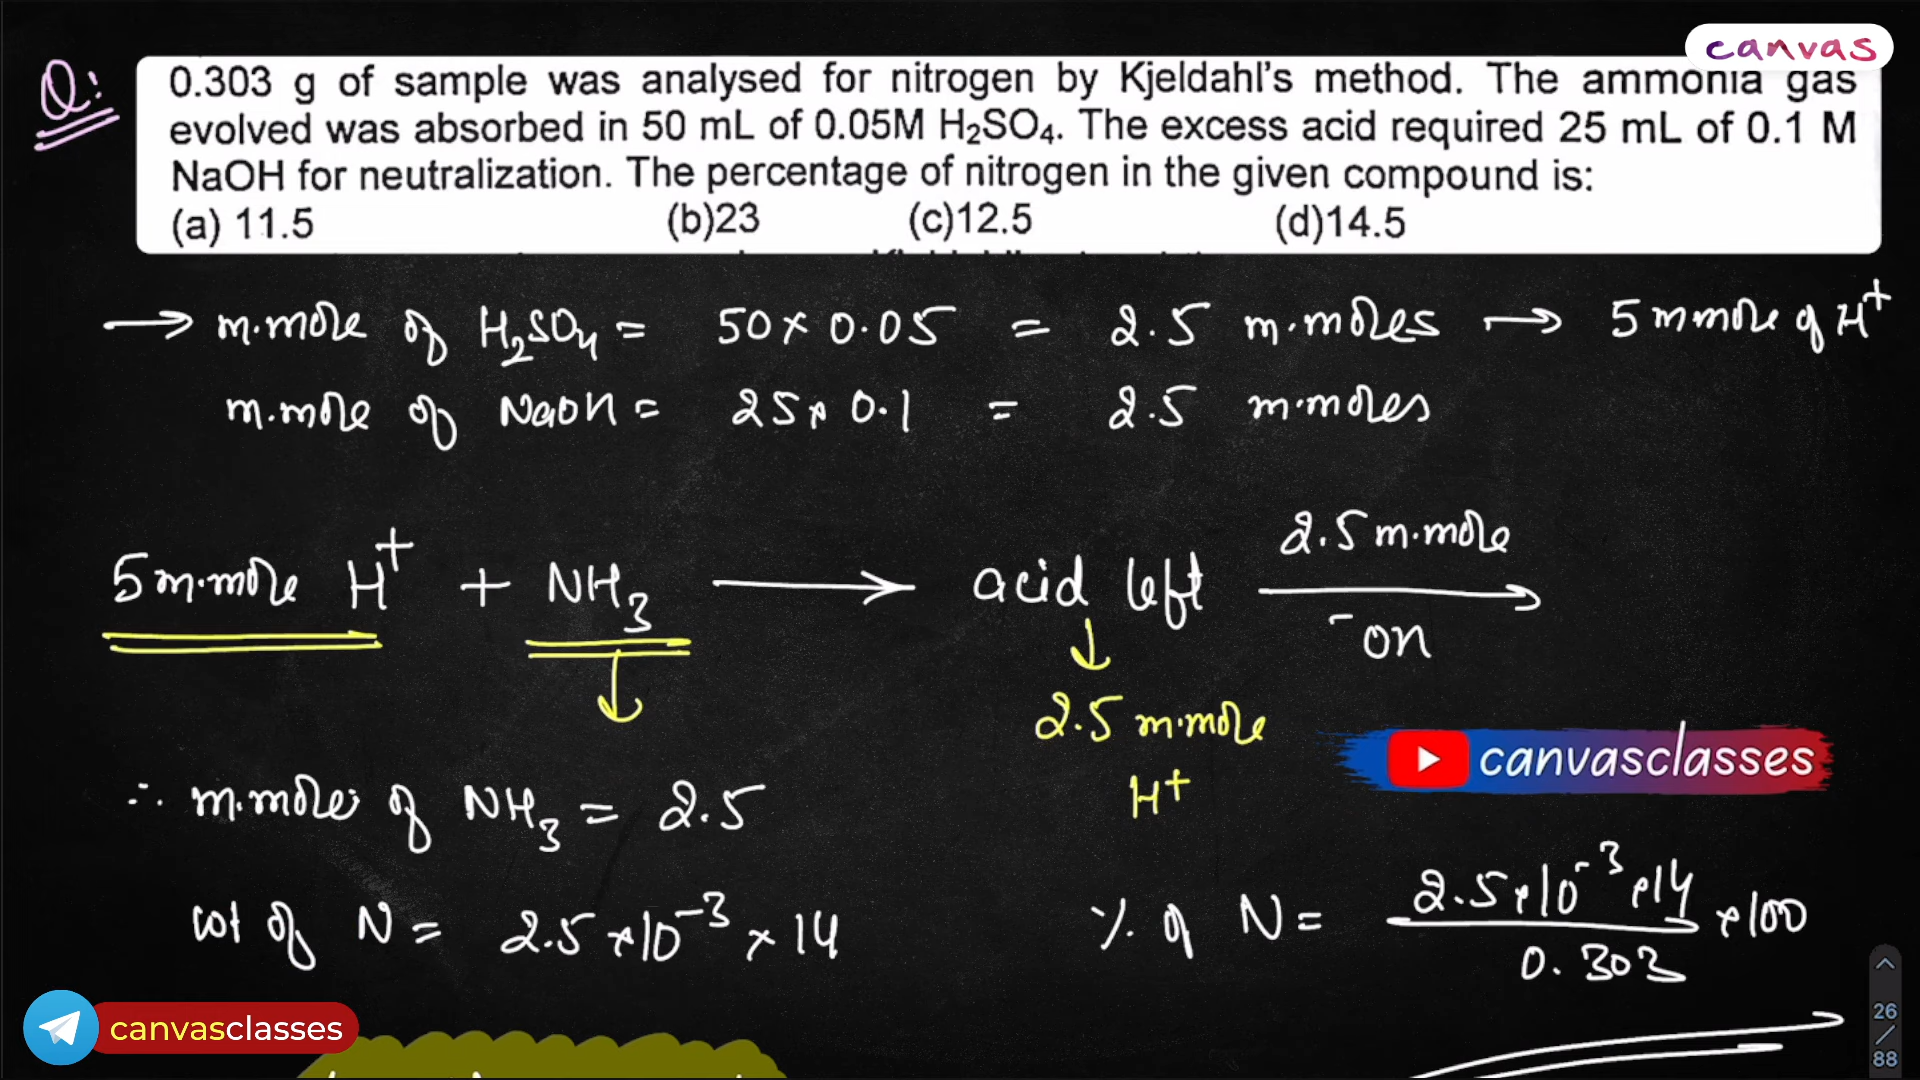 canvas
Q:
0.303 g of sample was analysed for nitrogen by Kjeldahl's method. The ammonia gas
evolved was absorbed in 50 mL of 0.05M H₂SO₄. The excess acid required 25 mL of 0.1 M
NaOH for neutralization. The percentage of nitrogen in the given compound is:
(a) 11.5 (b)23 (c)12.5 (d)14.5
→ m.mole of H₂SO₄ = 50 × 0.05 = 2.5 m.moles → 5 mmole of H⁺
m.mole of NaOH = 25 × 0.1 = 2.5 m.moles
5 m.mole H⁺ + NH₃ → acid left 2.5 m.mole → ⁻OH
↓ ↓
2.5 m.mole
H⁺
canvasclasses
∴ m.moles of NH₃ = 2.5
wt of N = 2.5 × 10⁻³ × 14
% of N = 2.5 × 10⁻³ × 14 / 0.303 × 100
canvasclasses
26
/
88